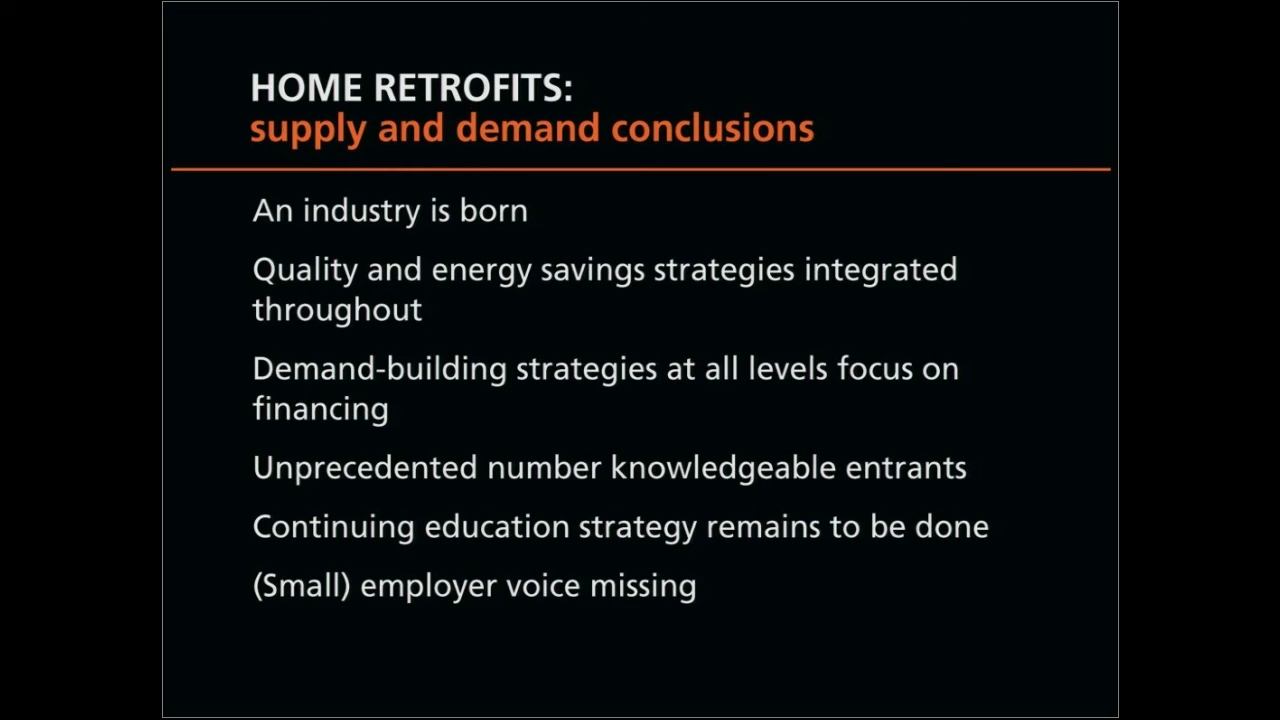 HOME RETROFITS:
supply and demand conclusions
An industry is born
Quality and energy savings strategies integrated
throughout
Demand-building strategies at all levels focus on
financing
Unprecedented number knowledgeable entrants
Continuing education strategy remains to be done
(Small) employer voice missing